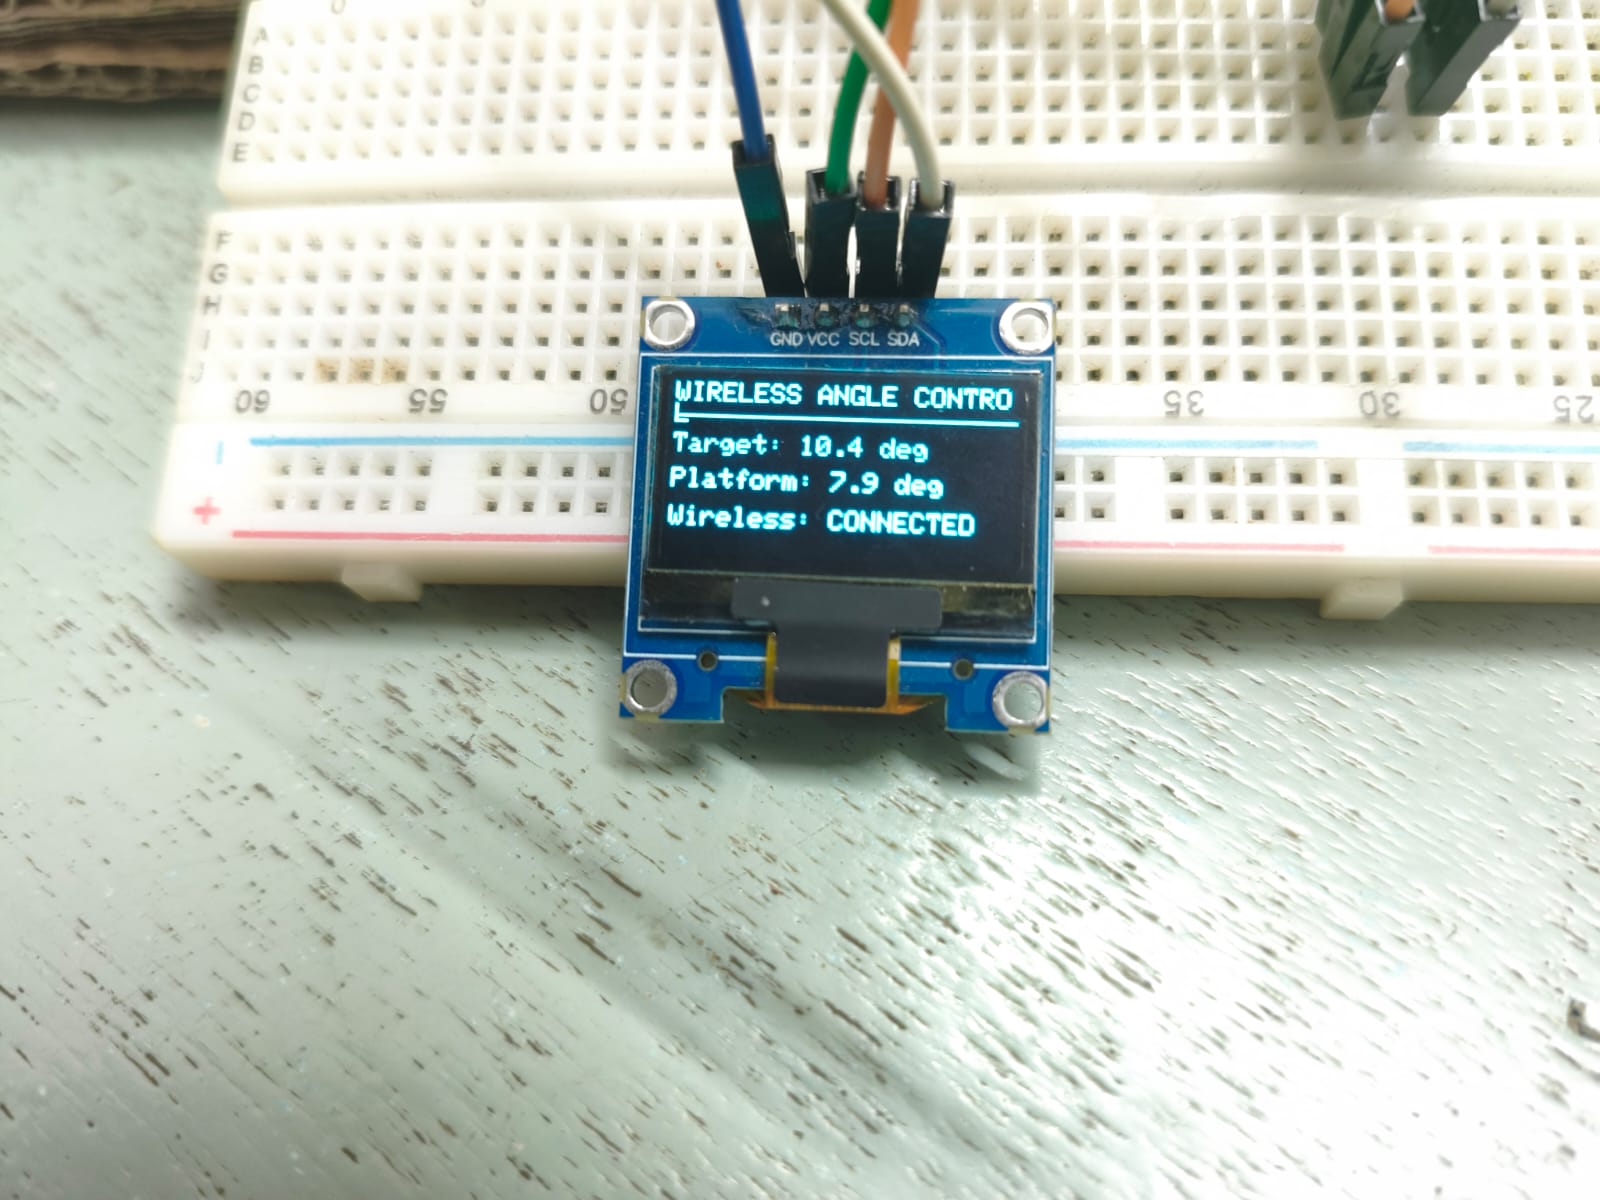 A
B
C
D
E
F
G
H
I
J
60
55
50
35
30
25
+
GND VCC SCL SDA
WIRELESS ANGLE CONTRO
L
Target: 10.4 deg
Platform: 7.9 deg
Wireless: CONNECTED